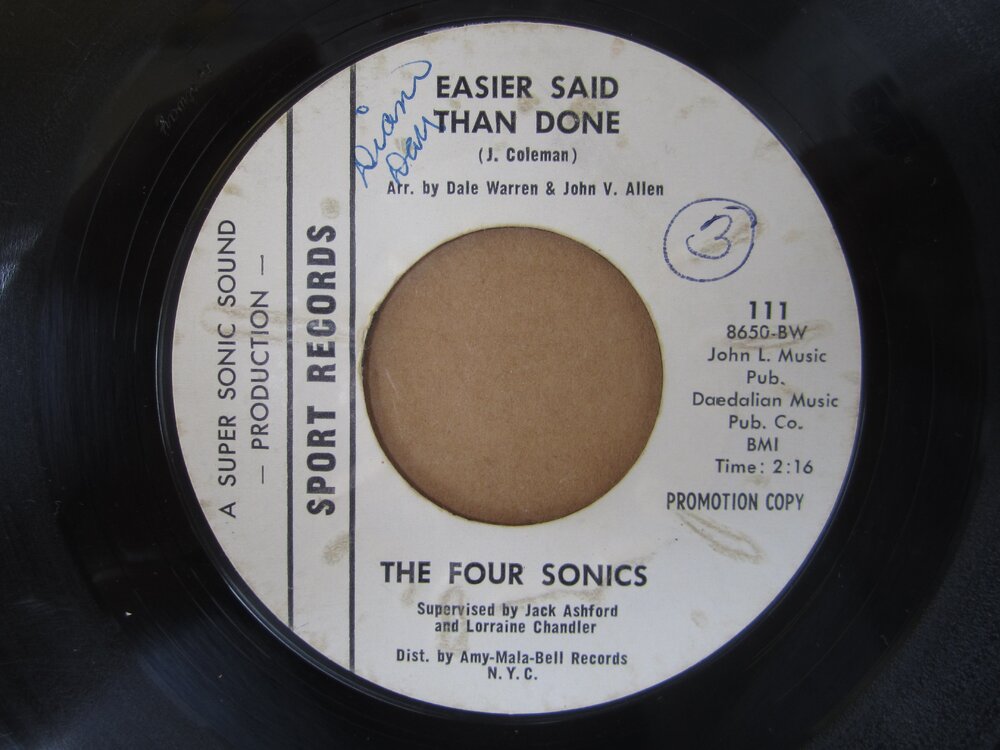 EASIER SAID
THAN DONE
(J. Coleman)
Arr. by Dale Warren & John V. Allen
Diane
Day
3
A SUPER SONIC SOUND
— PRODUCTION —
SPORT RECORDS
111
8650-BW
John L. Music
Pub.
Daedalian Music
Pub. Co.
BMI
Time: 2:16
PROMOTION COPY
THE FOUR SONICS
Supervised by Jack Ashford
and Lorraine Chandler
Dist. by Amy-Mala-Bell Records
N.Y.C.